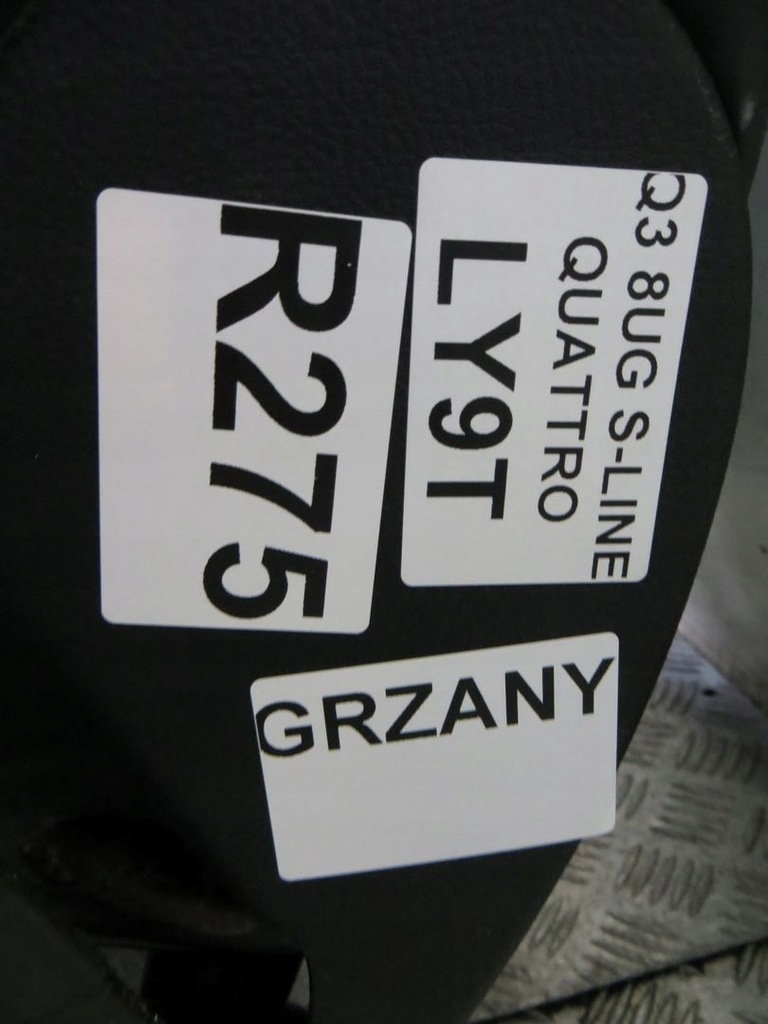 Q3 8UG S-LINE
QUATTRO
LY9T
R275
GRZANY